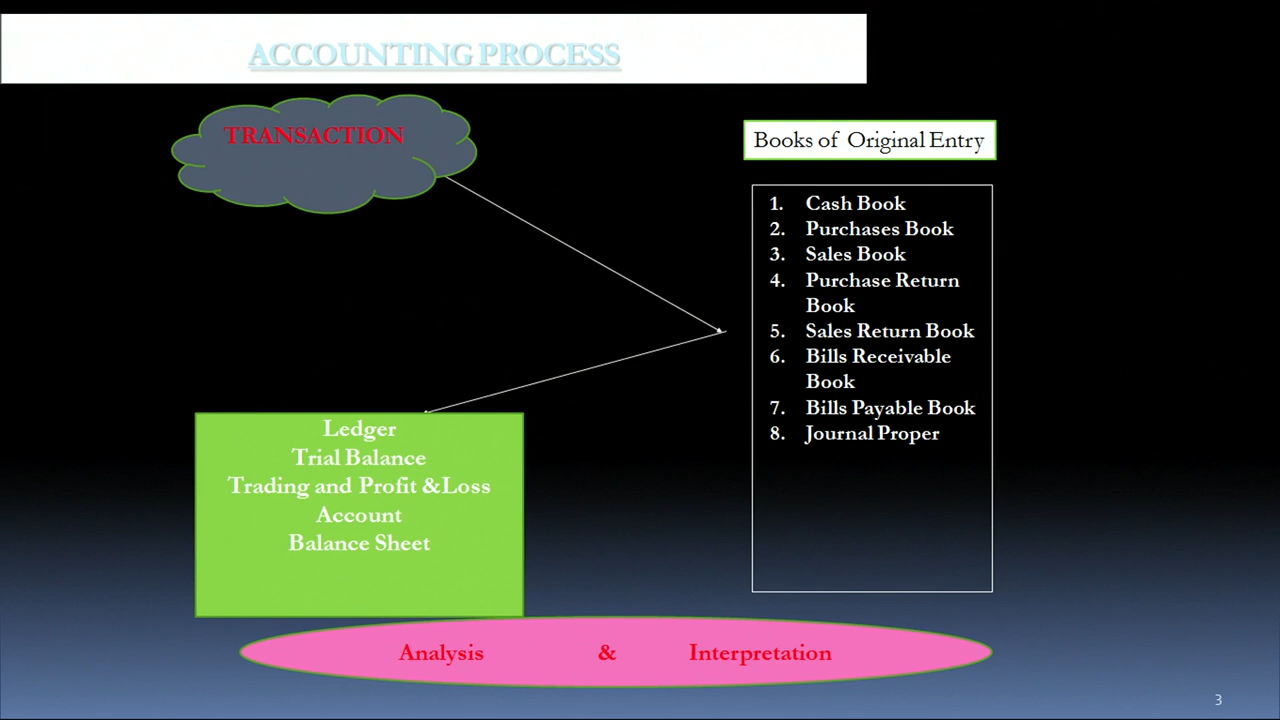 ACCOUNTING PROCESS
TRANSACTION
Books of Original Entry
1. Cash Book
2. Purchases Book
3. Sales Book
4. Purchase Return
Book
5. Sales Return Book
6. Bills Receivable
Book
7. Bills Payable Book
8. Journal Proper
Ledger
Trial Balance
Trading and Profit &Loss
Account
Balance Sheet
Analysis & Interpretation
3